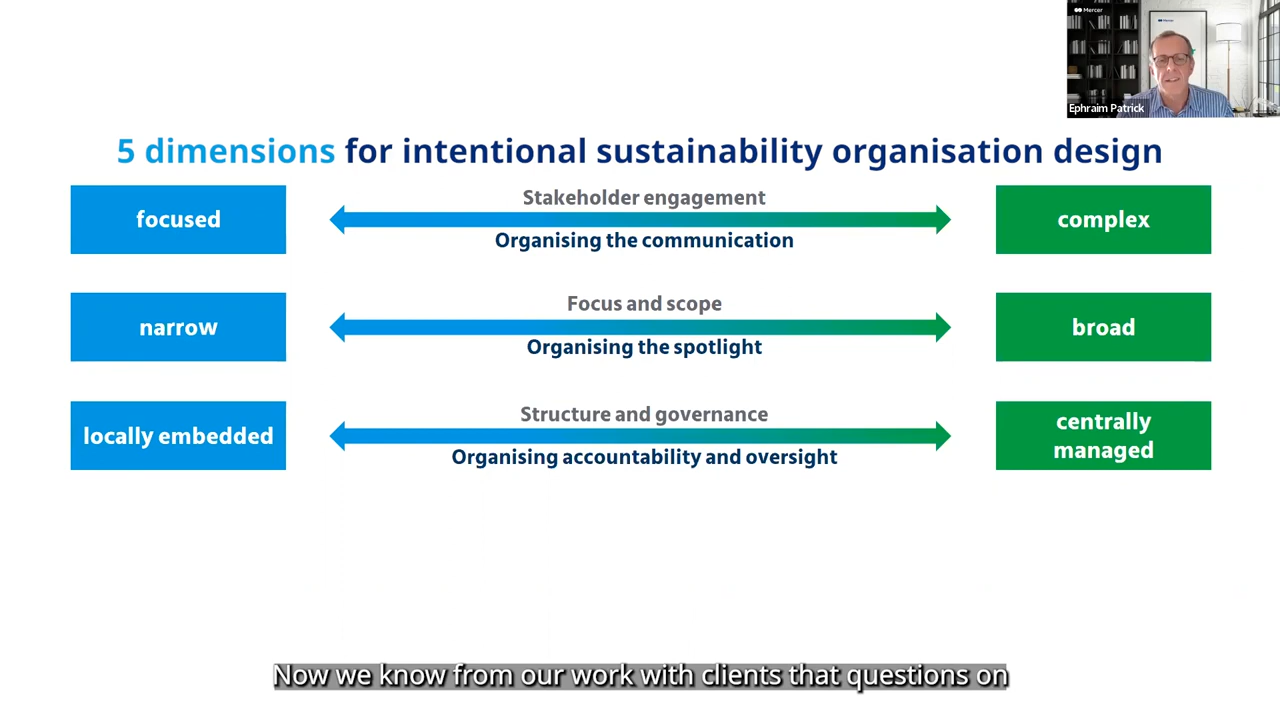 Mercer
Mercer
Ephraim Patrick
5 dimensions for intentional sustainability organisation design
focused
Stakeholder engagement
Organising the communication
complex
narrow
Focus and scope
Organising the spotlight
broad
locally embedded
Structure and governance
Organising accountability and oversight
centrally
managed
Now we know from our work with clients that questions on